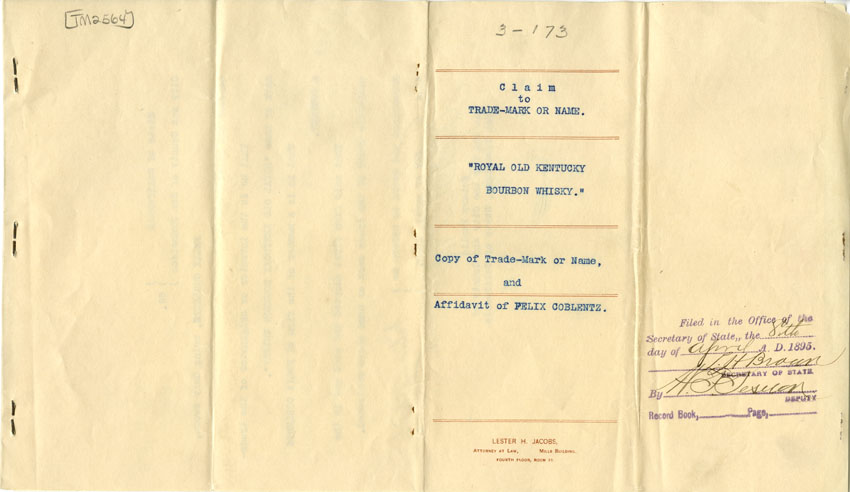 TM2564
3-173
Claim
to
TRADE-MARK OR NAME.
"ROYAL OLD KENTUCKY
BOURBON WHISKY."
Copy of Trade-Mark or Name,
and
Affidavit of FELIX COBLENTZ.
LESTER H. JACOBS,
ATTORNEY AT LAW, MILLS BUILDING,
FOURTH FLOOR, ROOM 11.
Filed in the Office of the
Secretary of State, the 8th
day of April A. D. 1895.
L. H. Brown
SECRETARY OF STATE.
By
DEPUTY
Record Book, Page,